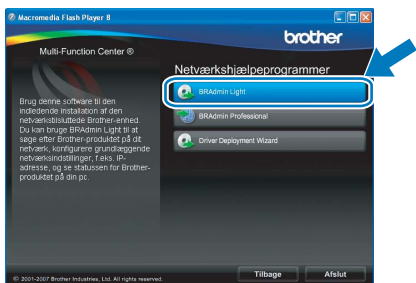 Macromedia Flash Player 8
brother
Multi-Function Center ®
Netværkshjælpeprogrammer
BRAdmin Light
BRAdmin Professional
Driver Deployment Wizard
Brug denne software til den
indledende installation af den
netværkstilsluttede Brother-enhed.
Du kan bruge BRAdmin Light til at
søge efter Brother-produktet på dit
netværk, konfigurere grundlæggende
netværksindstillinger, f.eks. IP-
adresse, og se statussen for Brother-
produktet på din pc.
Tilbage
Afslut
© 2001-2007 Brother Industries, Ltd. All rights reserved.